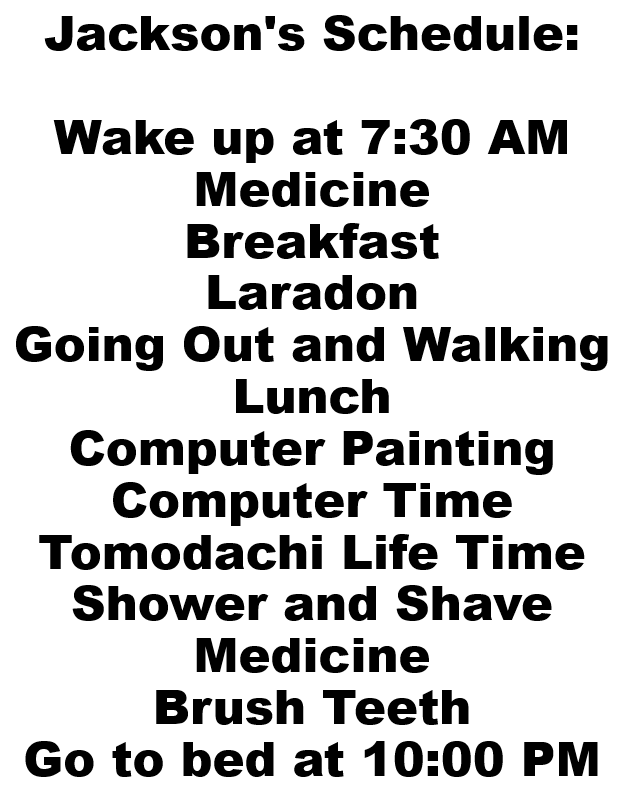 Jackson's Schedule:
Wake up at 7:30 AM
Medicine
Breakfast
Laradon
Going Out and Walking
Lunch
Computer Painting
Computer Time
Tomodachi Life Time
Shower and Shave
Medicine
Brush Teeth
Go to bed at 10:00 PM